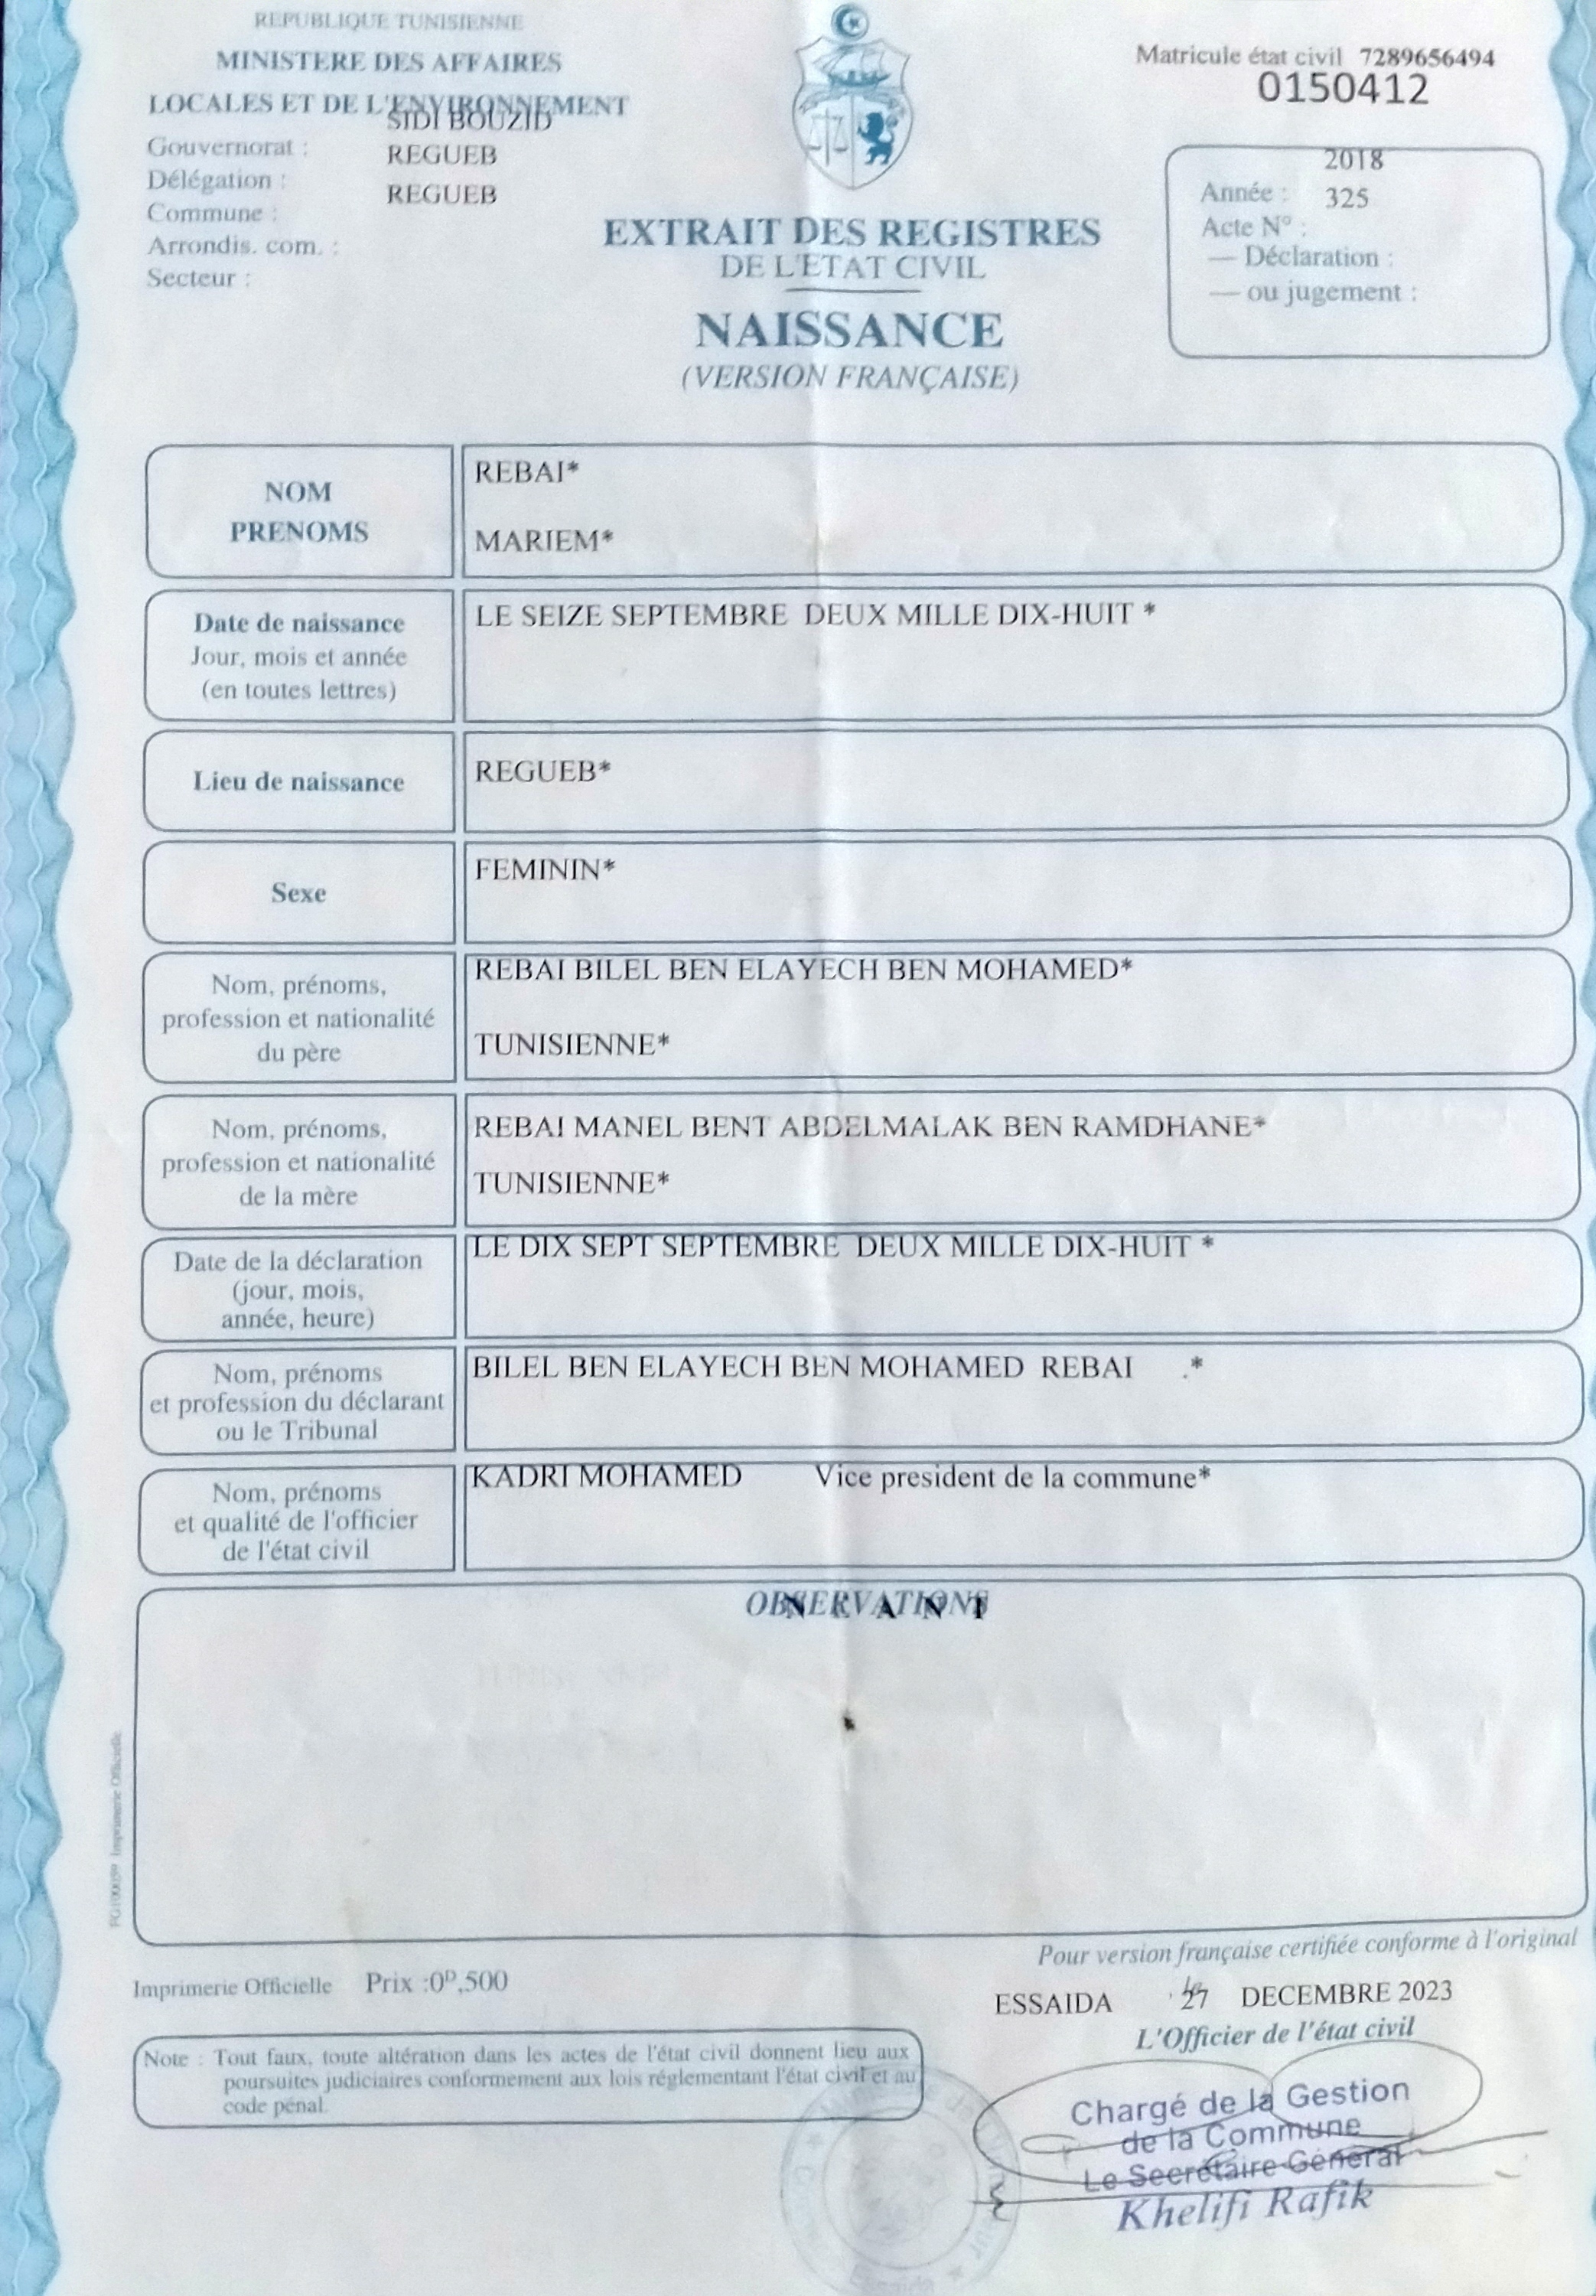 REPUBLIQUE TUNISIENNE
MINISTERE DES AFFAIRES
LOCALES ET DE L'ENVIRONNEMENT
Gouvernorat : SIDI BOUZID
Délégation : REGUEB
Commune : REGUEB
Arrondis. com. :
Secteur :
Matricule état civil 7289656494
0150412
2018
Année : 325
Acte N° :
— Déclaration :
— ou jugement :
EXTRAIT DES REGISTRES
DE L'ETAT CIVIL
NAISSANCE
(VERSION FRANÇAISE)
NOM
PRENOMS
REBAI*
MARIEM*
Date de naissance
Jour, mois et année
(en toutes lettres)
LE SEIZE SEPTEMBRE DEUX MILLE DIX-HUIT *
Lieu de naissance
REGUEB*
Sexe
FEMININ*
Nom, prénoms,
profession et nationalité
du père
REBAI BILEL BEN ELAYECH BEN MOHAMED*
TUNISIENNE*
Nom, prénoms,
profession et nationalité
de la mère
REBAI MANEL BENT ABDELMALAK BEN RAMDHANE*
TUNISIENNE*
Date de la déclaration
(jour, mois,
année, heure)
LE DIX SEPT SEPTEMBRE DEUX MILLE DIX-HUIT *
Nom, prénoms
et profession du déclarant
ou le Tribunal
BILEL BEN ELAYECH BEN MOHAMED REBAI .*
Nom, prénoms
et qualité de l'officier
de l'état civil
KADRI MOHAMED Vice president de la commune*
OBSERVATIONS
N E A N T
Imprimerie Officielle
Pour version française certifiée conforme à l'original
Imprimerie Officielle Prix :0ᴰ,500
ESSAIDA le 27 DECEMBRE 2023
L'Officier de l'état civil
Note : Tout faux, toute altération dans les actes de l'état civil donnent lieu aux
poursuites judiciaires conformement aux lois réglementant l'état civil et au
code pénal.
Chargé de la Gestion
de la Commune
Le Secrétaire Général
Khelifi Rafik